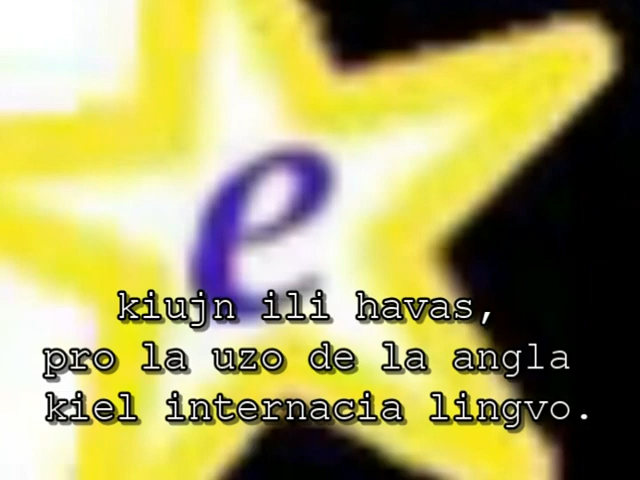 e
kiujn ili havas,
pro la uzo de la angla
kiel internacia lingvo.